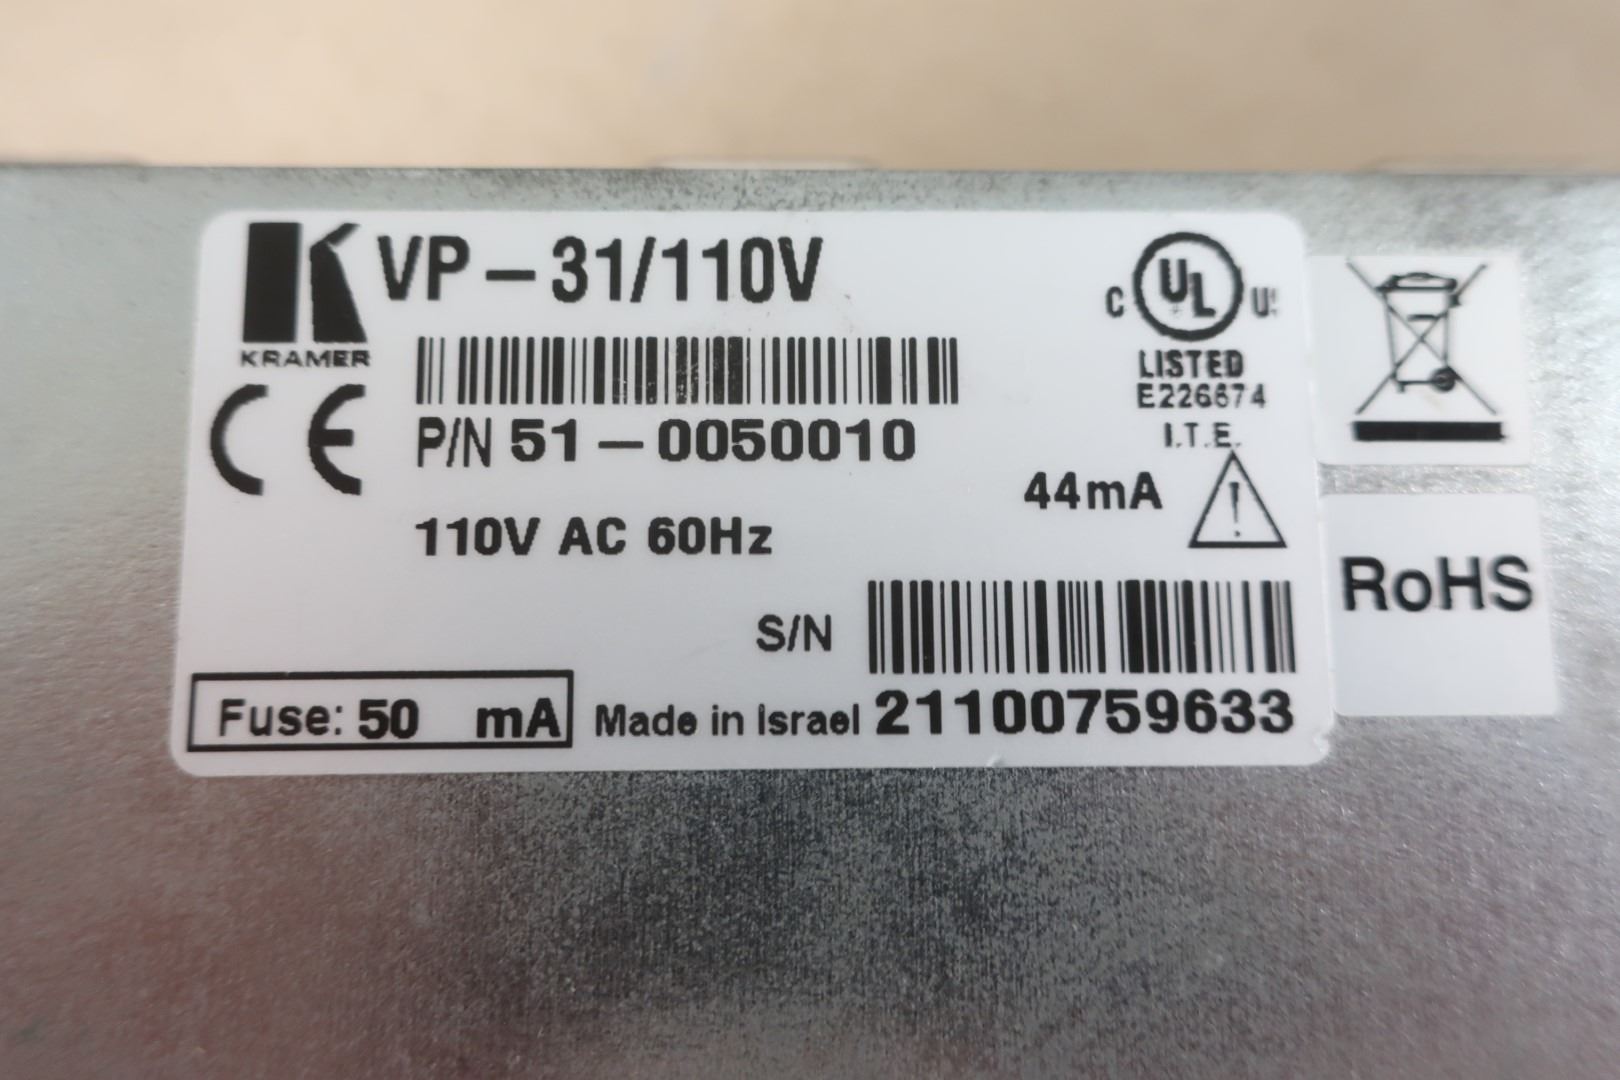 VP-31/110V
KRAMER
CE
P/N 51-0050010
110V AC 60Hz
C UL US
LISTED
E226674
I.T.E.
44mA
S/N
21100759633
Fuse: 50 mA
Made in Israel
RoHS